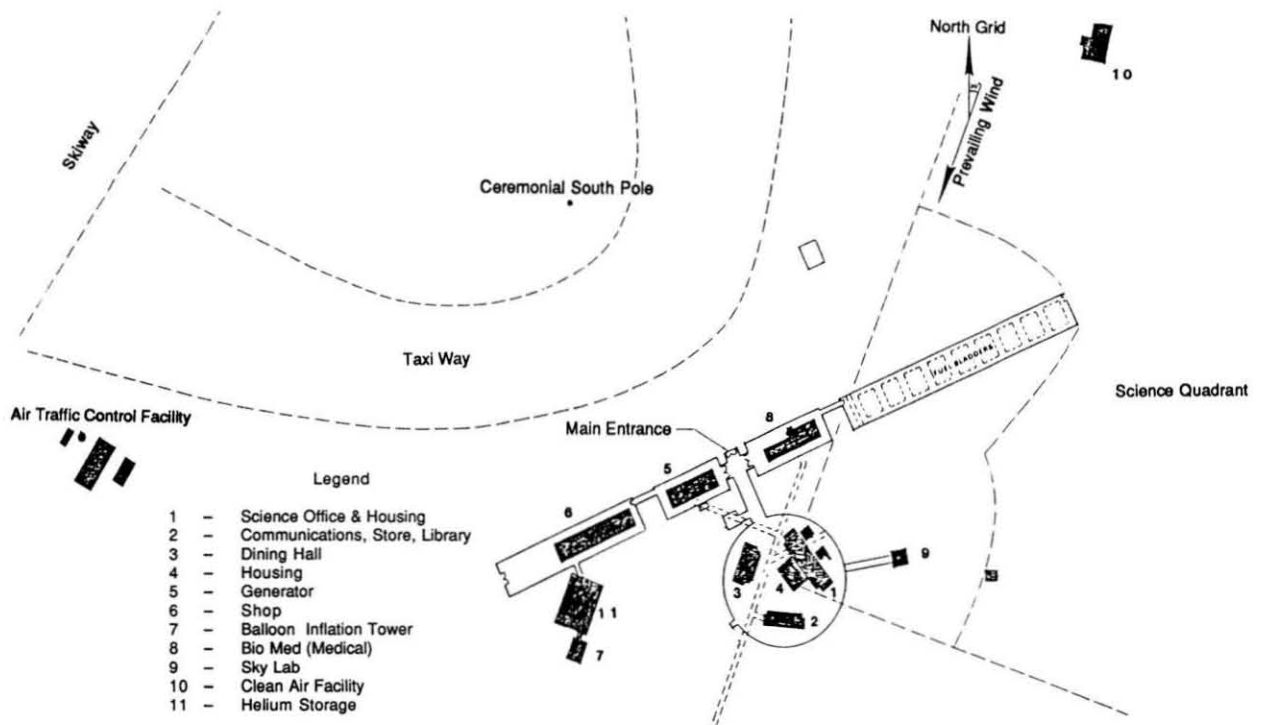 North Grid
10
Prevailing Wind
Skiway
Ceremonial South Pole
Taxi Way
FUEL BLADDERS
Science Quadrant
Air Traffic Control Facility
Main Entrance
8
5
6
9
3
4
1
2
11
7
Legend
1 – Science Office & Housing
2 – Communications, Store, Library
3 – Dining Hall
4 – Housing
5 – Generator
6 – Shop
7 – Balloon Inflation Tower
8 – Bio Med (Medical)
9 – Sky Lab
10 – Clean Air Facility
11 – Helium Storage